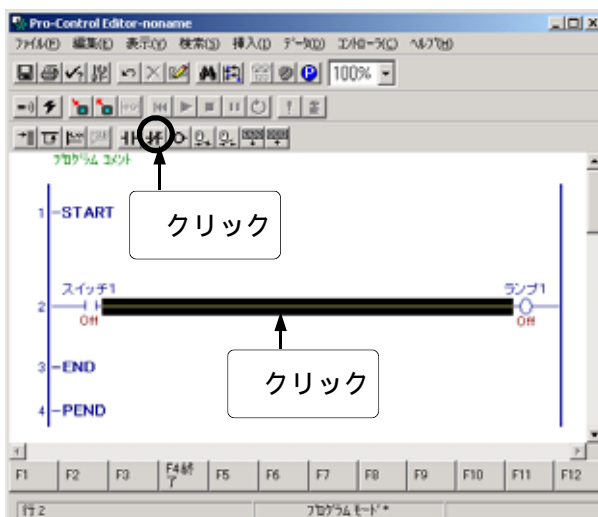 Pro-Control Editor-noname
ファイル(F) 編集(E) 表示(V) 検索(S) 挿入(I) データ(D) コントローラ(C) ヘルプ(H)
100%
プログラム コメント
クリック
1 START
スイッチ1 ランプ1
2
Off Off
クリック
3 END
4 PEND
F1 F2 F3 F4終了 F5 F6 F7 F8 F9 F10 F11 F12
行 2 プログラム モード *